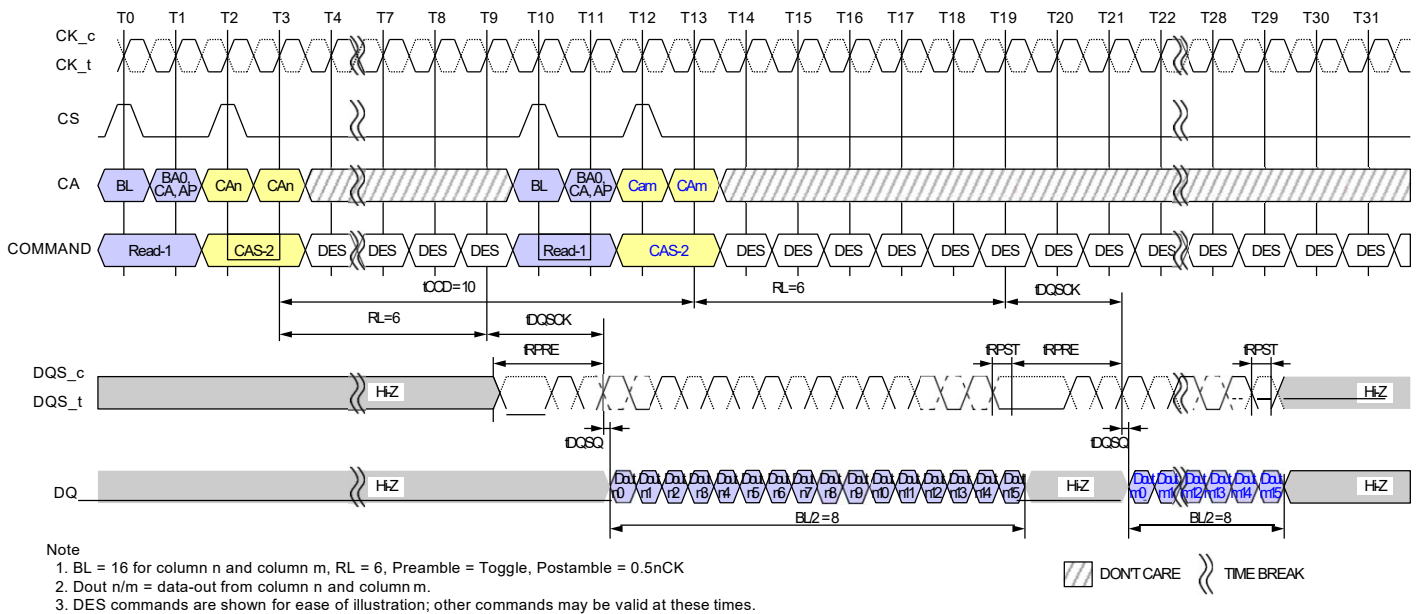 T0 T1 T2 T3 T4 T7 T8 T9 T10 T11 T12 T13 T14 T15 T16 T17 T18 T19 T20 T21 T22 T28 T29 T30 T31
CK_c
CK_t
CS
CA BL BA0, CA, AP CAn CAn BL BA0, CA, AP Cam CAm
COMMAND Read-1 CAS-2 DES DES DES DES Read-1 CAS-2 DES DES DES DES DES DES DES DES DES DES DES DES DES
tCCD=10 RL=6 tDQSCK
RL=6 tDQSCK
tRPRE tRPST tRPRE tRPST
DQS_c
DQS_t
Hi-Z Hi-Z
tDQSQ tDQSQ
DQ Hi-Z Dout n0 Dout n1 Dout n2 Dout n3 Dout n4 Dout n5 Dout n6 Dout n7 Dout n8 Dout n9 Dout n10 Dout n11 Dout n12 Dout n13 Dout n14 Dout n15 Hi-Z Dout m0 Dout m1 Dout m12 Dout m13 Dout m14 Dout m15 Hi-Z
BL/2 = 8 BL/2 = 8
Note
1. BL = 16 for column n and column m, RL = 6, Preamble = Toggle, Postamble = 0.5nCK
2. Dout n/m = data-out from column n and column m.
3. DES commands are shown for ease of illustration; other commands may be valid at these times.
DON'T CARE TIME BREAK